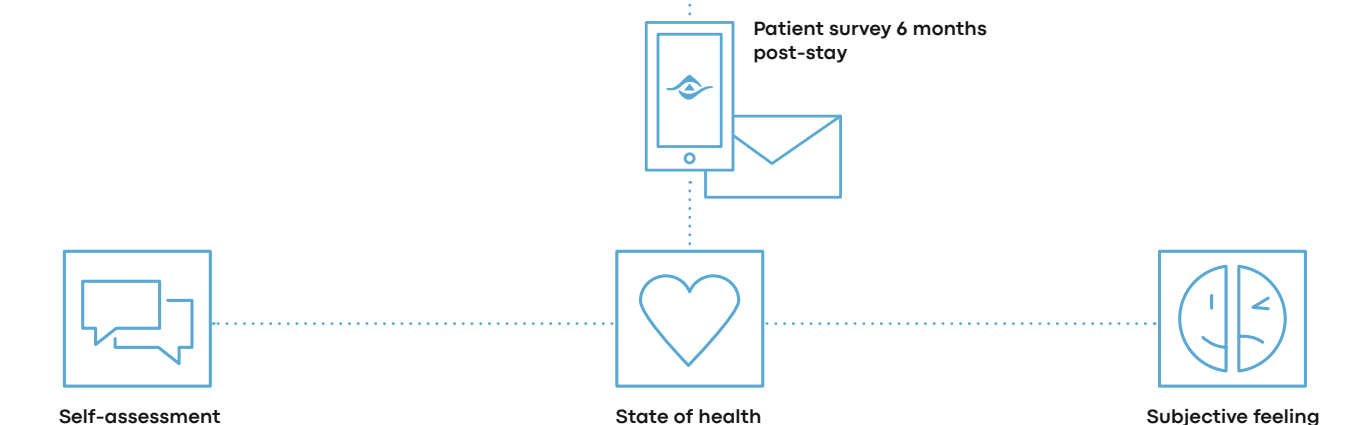 Patient survey 6 months
post-stay
Self-assessment
State of health
Subjective feeling